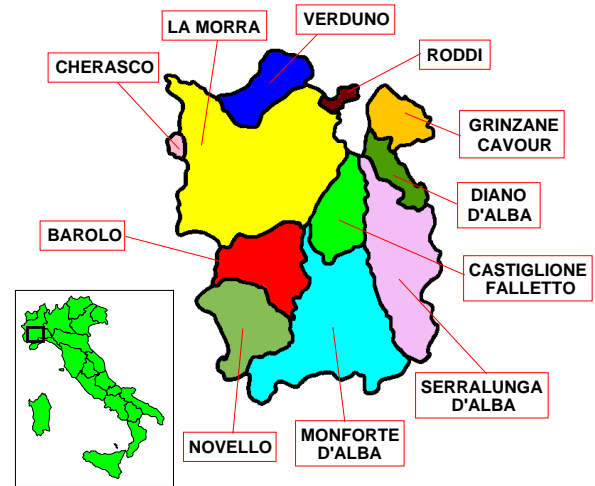 VERDUNO
LA MORRA
RODDI
CHERASCO
GRINZANE
CAVOUR
DIANO
D'ALBA
BAROLO
CASTIGLIONE
FALLETTO
SERRALUNGA
D'ALBA
NOVELLO
MONFORTE
D'ALBA